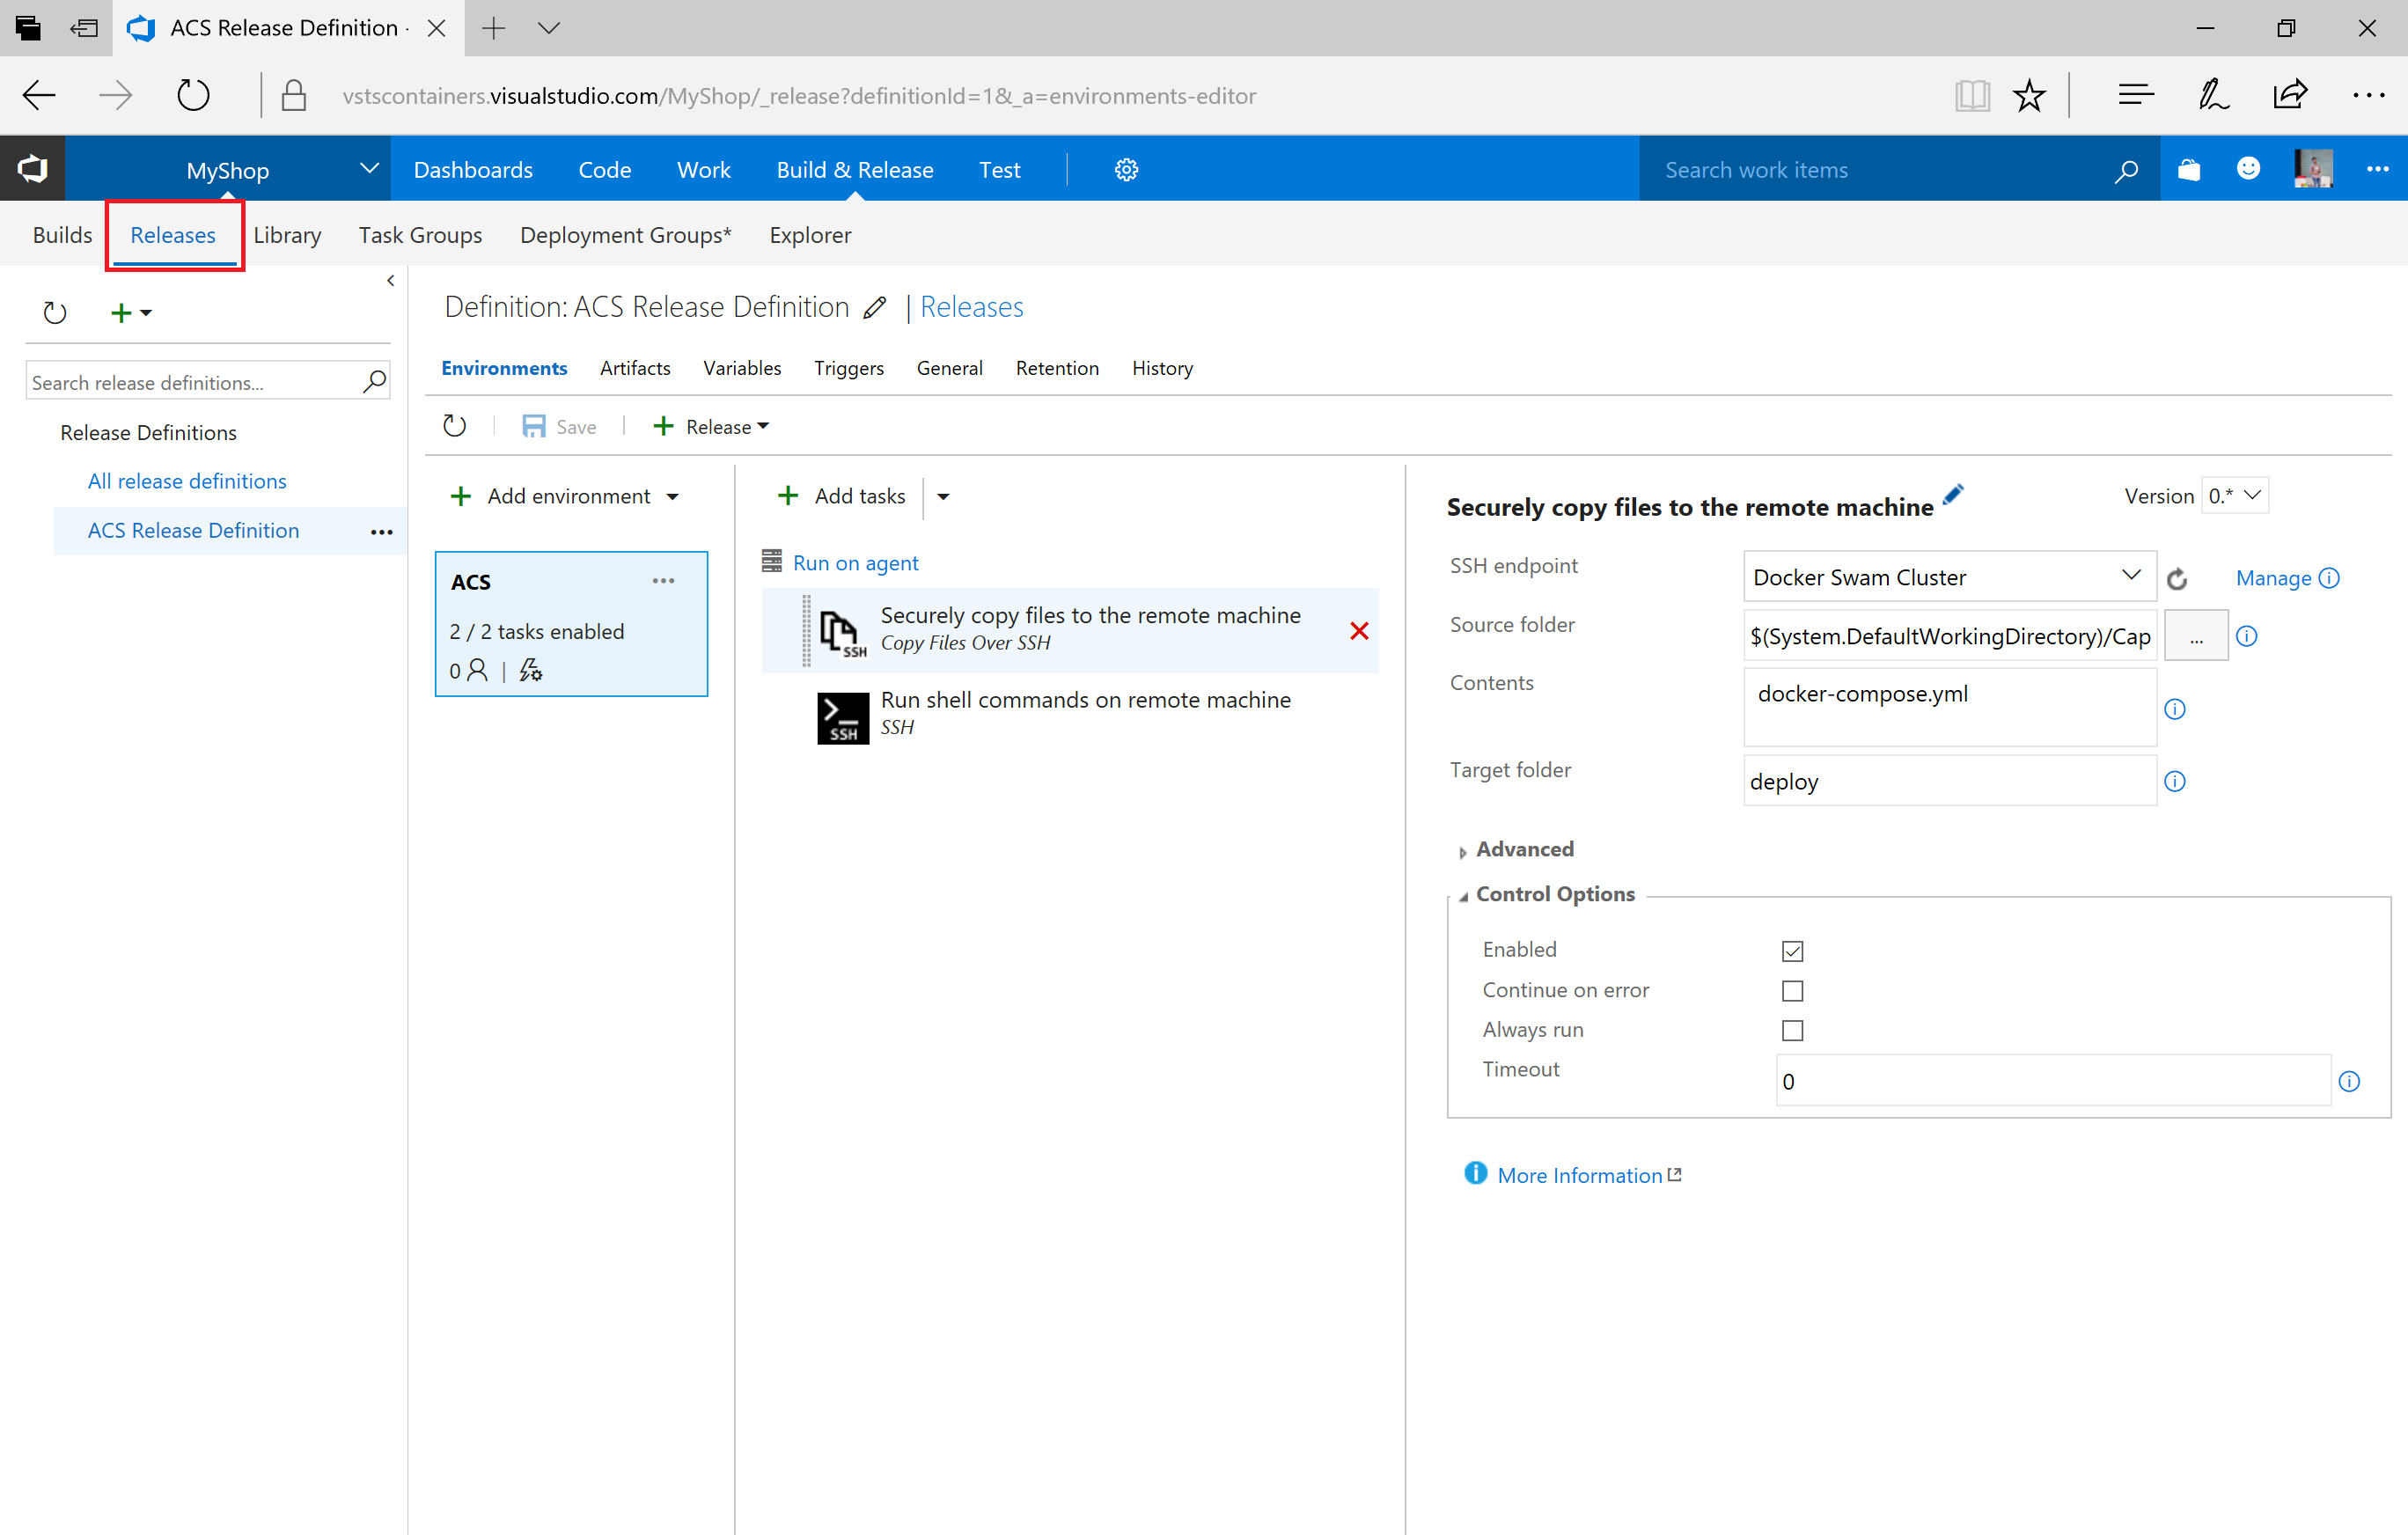 ACS Release Definition ·
vstscontainers.visualstudio.com/MyShop/_release?definitionId=1&_a=environments-editor
MyShop Dashboards Code Work Build & Release Test Search work items
Builds Releases Library Task Groups Deployment Groups* Explorer
Definition: ACS Release Definition | Releases
Search release definitions...
Release Definitions
All release definitions
ACS Release Definition
Environments Artifacts Variables Triggers General Retention History
Save Release
Add environment
ACS
2 / 2 tasks enabled
0
Add tasks
Run on agent
Securely copy files to the remote machine
Copy Files Over SSH
SSH
Run shell commands on remote machine
SSH
SSH
Securely copy files to the remote machine Version 0.*
SSH endpoint Docker Swam Cluster Manage
Source folder $(System.DefaultWorkingDirectory)/Cap ...
Contents docker-compose.yml
Target folder deploy
Advanced
Control Options
Enabled
Continue on error
Always run
Timeout 0
More Information